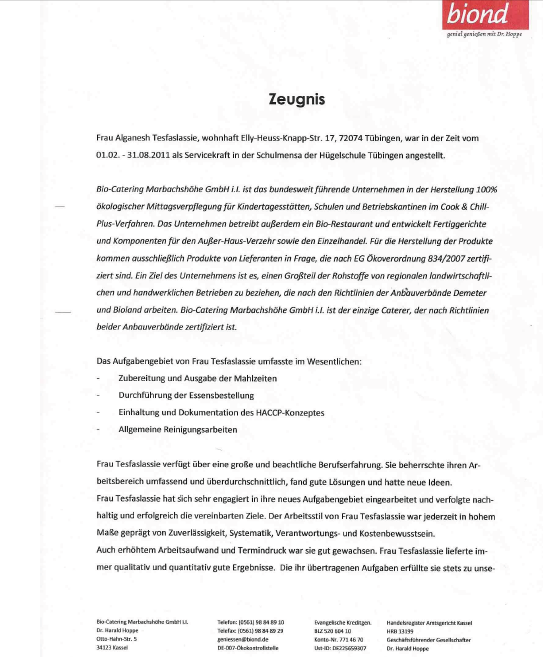 biond
genial genießen mit Dr. Hoppe
Zeugnis
Frau Alganesh Tesfaslassie, wohnhaft Elly-Heuss-Knapp-Str. 17, 72074 Tübingen, war in der Zeit vom
01.02. - 31.08.2011 als Servicekraft in der Schulmensa der Hügelschule Tübingen angestellt.
Bio-Catering Marbachshöhe GmbH i.I. ist das bundesweit führende Unternehmen in der Herstellung 100%
ökologischer Mittagsverpflegung für Kindertagesstätten, Schulen und Betriebskantinen im Cook & Chill-
Plus-Verfahren. Das Unternehmen betreibt außerdem ein Bio-Restaurant und entwickelt Fertiggerichte
und Komponenten für den Außer-Haus-Verzehr sowie den Einzelhandel. Für die Herstellung der Produkte
kommen ausschließlich Produkte von Lieferanten in Frage, die nach EG Ökoverordnung 834/2007 zertifi-
ziert sind. Ein Ziel des Unternehmens ist es, einen Großteil der Rohstoffe von regionalen landwirtschaftli-
chen und handwerklichen Betrieben zu beziehen, die nach den Richtlinien der Anbauverbände Demeter
und Bioland arbeiten. Bio-Catering Marbachshöhe GmbH i.I. ist der einzige Caterer, der nach Richtlinien
beider Anbauverbände zertifiziert ist.
Das Aufgabengebiet von Frau Tesfaslassie umfasste im Wesentlichen:
- Zubereitung und Ausgabe der Mahlzeiten
- Durchführung der Essensbestellung
- Einhaltung und Dokumentation des HACCP-Konzeptes
- Allgemeine Reinigungsarbeiten
Frau Tesfaslassie verfügt über eine große und beachtliche Berufserfahrung. Sie beherrschte ihren Ar-
beitsbereich umfassend und überdurchschnittlich, fand gute Lösungen und hatte neue Ideen.
Frau Tesfaslassie hat sich sehr engagiert in ihre neues Aufgabengebiet eingearbeitet und verfolgte nach-
haltig und erfolgreich die vereinbarten Ziele. Der Arbeitsstil von Frau Tesfaslassie war jederzeit in hohem
Maße geprägt von Zuverlässigkeit, Systematik, Verantwortungs- und Kostenbewusstsein.
Auch erhöhtem Arbeitsaufwand und Termindruck war sie gut gewachsen. Frau Tesfaslassie lieferte im-
mer qualitativ und quantitativ gute Ergebnisse. Die ihr übertragenen Aufgaben erfüllte sie stets zu unse-
Bio-Catering Marbachshöhe GmbH i.I.
Dr. Harald Hoppe
Otto-Hahn-Str. 5
34123 Kassel
Telefon: (0561) 98 84 89 10
Telefax: (0561) 98 84 89 29
geniessen@biond.de
DE-007-Ökokontrollstelle
Evangelische Kreditgen.
BLZ 520 604 10
Konto-Nr. 771 46 70
Ust-ID: DE225659307
Handelsregister Amtsgericht Kassel
HRB 13199
Geschäftsführender Gesellschafter
Dr. Harald Hoppe